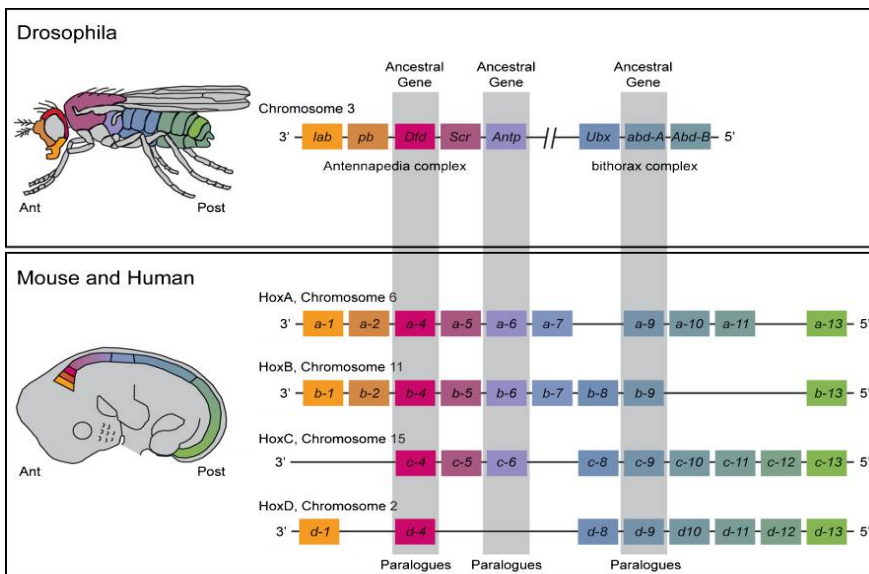 Drosophila
Ancestral Gene
Ancestral Gene
Ancestral Gene
Chromosome 3
3' lab pb Dfd Scr Antp // Ubx abd-A Abd-B 5'
Antennapedia complex
bithorax complex
Ant
Post
Mouse and Human
HoxA, Chromosome 6
3' a-1 a-2 a-4 a-5 a-6 a-7 a-9 a-10 a-11 a-13 5'
HoxB, Chromosome 11
3' b-1 b-2 b-4 b-5 b-6 b-7 b-8 b-9 b-13 5'
HoxC, Chromosome 15
3' c-4 c-5 c-6 c-8 c-9 c-10 c-11 c-12 c-13 5'
HoxD, Chromosome 2
3' d-1 d-4 d-8 d-9 d10 d-11 d-12 d-13 5'
Ant
Post
Paralogues
Paralogues
Paralogues